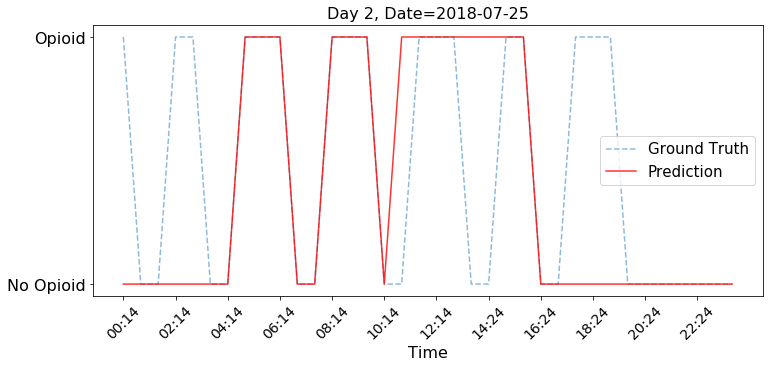 Day 2, Date=2018-07-25
Opioid
No Opioid
Ground Truth
Prediction
00:14
02:14
04:14
06:14
08:14
10:14
12:14
14:24
16:24
18:24
20:24
22:24
Time